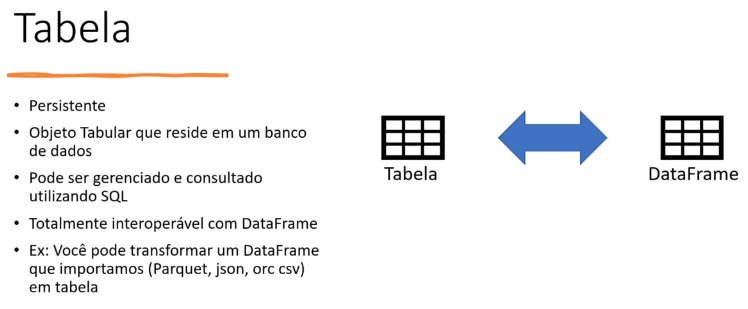 Tabela
• Persistente
• Objeto Tabular que reside em um banco
de dados
• Pode ser gerenciado e consultado
utilizando SQL
• Totalmente interoperável com DataFrame
• Ex: Você pode transformar um DataFrame
que importamos (Parquet, json, orc csv)
em tabela
Tabela
DataFrame